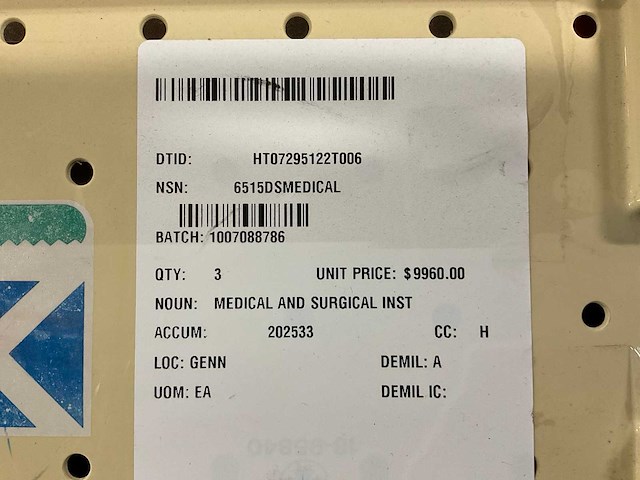 DTID: HT07295122T006
NSN: 6515DSMEDICAL
BATCH: 1007088786
QTY: 3 UNIT PRICE: $9960.00
NOUN: MEDICAL AND SURGICAL INST
ACCUM: 202533 CC: H
LOC: GENN DEMIL: A
UOM: EA DEMIL IC: